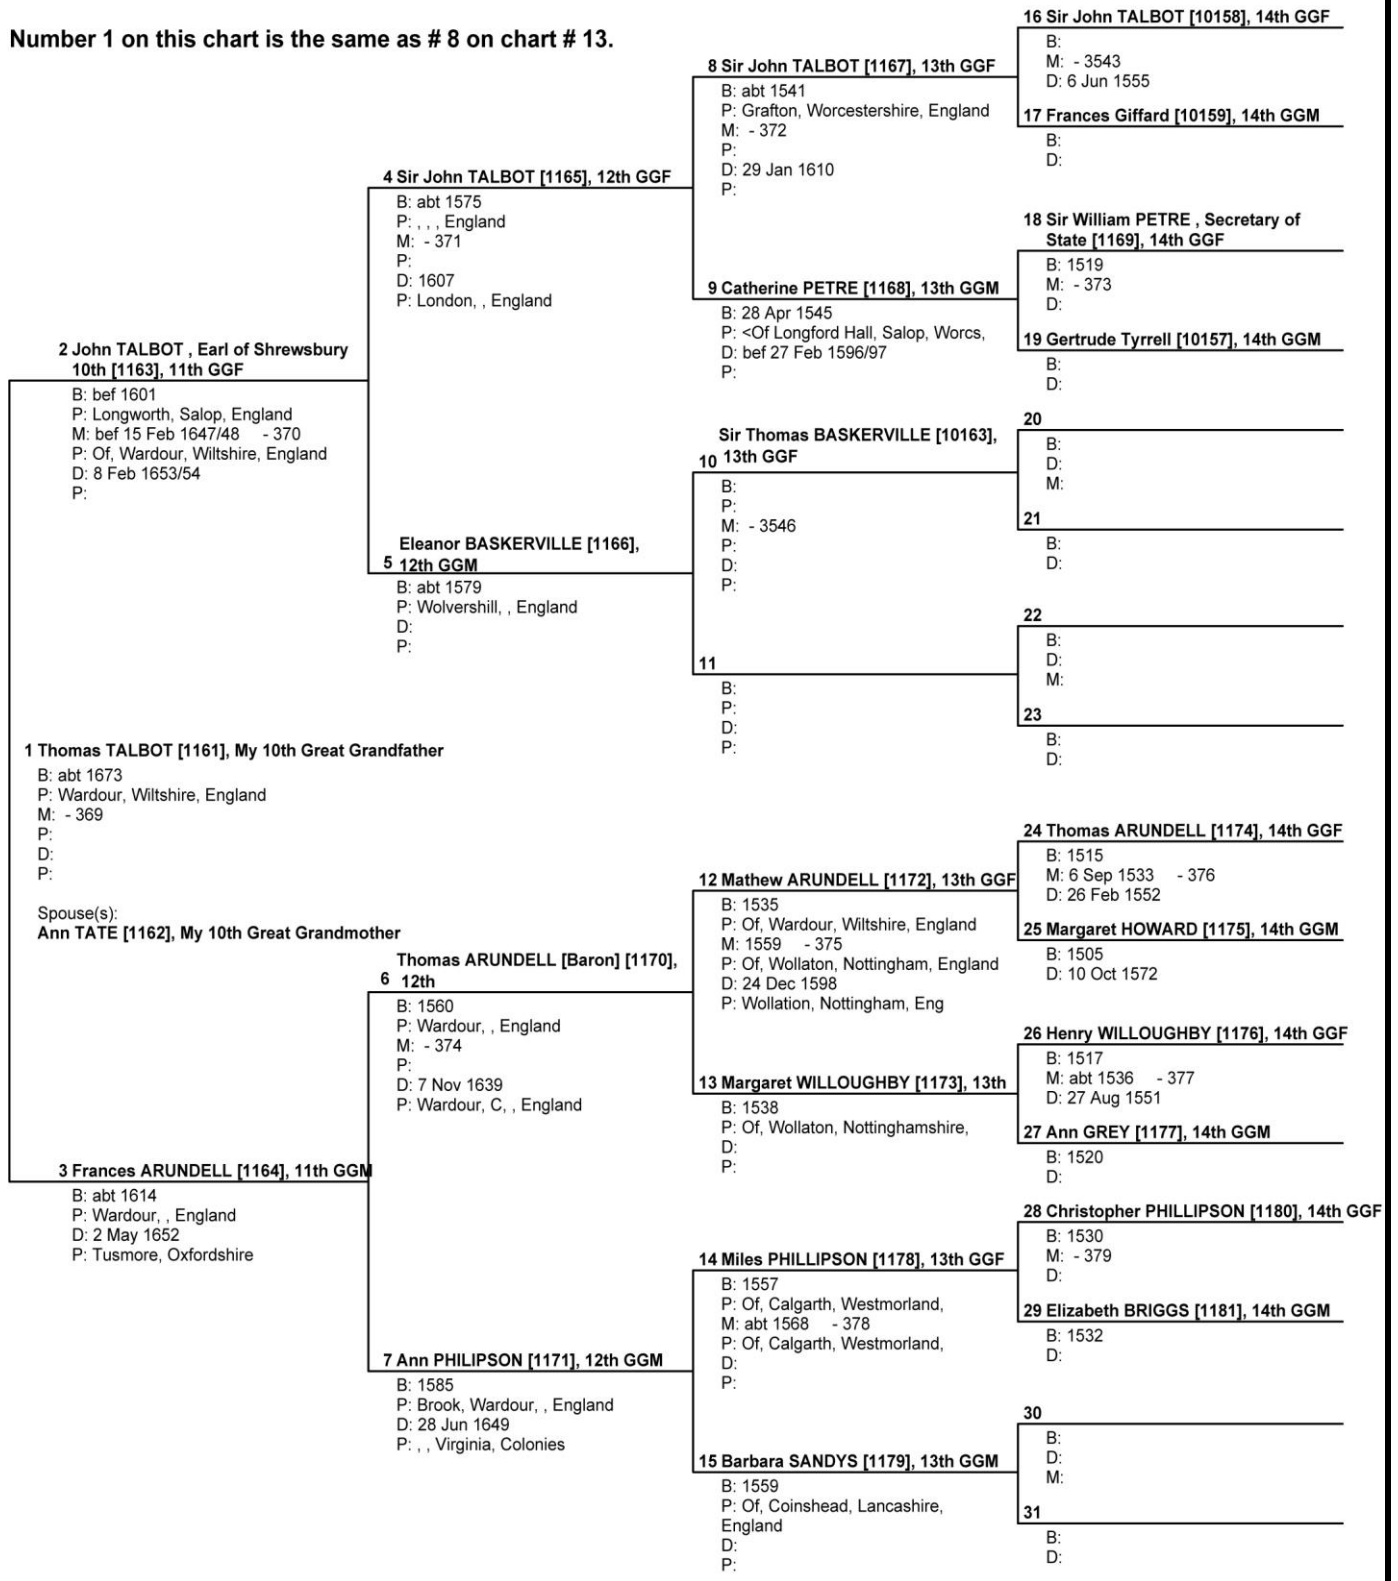 Number 1 on this chart is the same as # 8 on chart # 13.
1 Thomas TALBOT [1161], My 10th Great Grandfather
B: abt 1673
P: Wardour, Wiltshire, England
M: - 369
P:
D:
P:
Spouse(s):
Ann TATE [1162], My 10th Great Grandmother
2 John TALBOT , Earl of Shrewsbury
10th [1163], 11th GGF
B: bef 1601
P: Longworth, Salop, England
M: bef 15 Feb 1647/48 - 370
P: Of, Wardour, Wiltshire, England
D: 8 Feb 1653/54
P:
3 Frances ARUNDELL [1164], 11th GGM
B: abt 1614
P: Wardour, , England
D: 2 May 1652
P: Tusmore, Oxfordshire
4 Sir John TALBOT [1165], 12th GGF
B: abt 1575
P: , , , England
M: - 371
P:
D: 1607
P: London, , England
Eleanor BASKERVILLE [1166],
5 12th GGM
B: abt 1579
P: Wolvershill, , England
D:
P:
Thomas ARUNDELL [Baron] [1170],
6 12th
B: 1560
P: Wardour, , England
M: - 374
P:
D: 7 Nov 1639
P: Wardour, C, , England
7 Ann PHILIPSON [1171], 12th GGM
B: 1585
P: Brook, Wardour, , England
D: 28 Jun 1649
P: , , Virginia, Colonies
8 Sir John TALBOT [1167], 13th GGF
B: abt 1541
P: Grafton, Worcestershire, England
M: - 372
P:
D: 29 Jan 1610
P:
9 Catherine PETRE [1168], 13th GGM
B: 28 Apr 1545
P: <Of Longford Hall, Salop, Worcs,
D: bef 27 Feb 1596/97
P:
Sir Thomas BASKERVILLE [10163],
10 13th GGF
B:
P:
M: - 3546
P:
D:
P:
11
B:
P:
D:
P:
12 Mathew ARUNDELL [1172], 13th GGF
B: 1535
P: Of, Wardour, Wiltshire, England
M: 1559 - 375
P: Of, Wollaton, Nottingham, England
D: 24 Dec 1598
P: Wollation, Nottingham, Eng
13 Margaret WILLOUGHBY [1173], 13th
B: 1538
P: Of, Wollaton, Nottinghamshire,
D:
P:
14 Miles PHILLIPSON [1178], 13th GGF
B: 1557
P: Of, Calgarth, Westmorland,
M: abt 1568 - 378
P: Of, Calgarth, Westmorland,
D:
P:
15 Barbara SANDYS [1179], 13th GGM
B: 1559
P: Of, Coinshead, Lancashire,
England
D:
P:
16 Sir John TALBOT [10158], 14th GGF
B:
M: - 3543
D: 6 Jun 1555
17 Frances Giffard [10159], 14th GGM
B:
D:
18 Sir William PETRE , Secretary of
State [1169], 14th GGF
B: 1519
M: - 373
D:
19 Gertrude Tyrrell [10157], 14th GGM
B:
D:
20
B:
D:
M:
21
B:
D:
22
B:
D:
M:
23
B:
D:
24 Thomas ARUNDELL [1174], 14th GGF
B: 1515
M: 6 Sep 1533 - 376
D: 26 Feb 1552
25 Margaret HOWARD [1175], 14th GGM
B: 1505
D: 10 Oct 1572
26 Henry WILLOUGHBY [1176], 14th GGF
B: 1517
M: abt 1536 - 377
D: 27 Aug 1551
27 Ann GREY [1177], 14th GGM
B: 1520
D:
28 Christopher PHILLIPSON [1180], 14th GGF
B: 1530
M: - 379
D:
29 Elizabeth BRIGGS [1181], 14th GGM
B: 1532
D:
30
B:
D:
M:
31
B:
D: